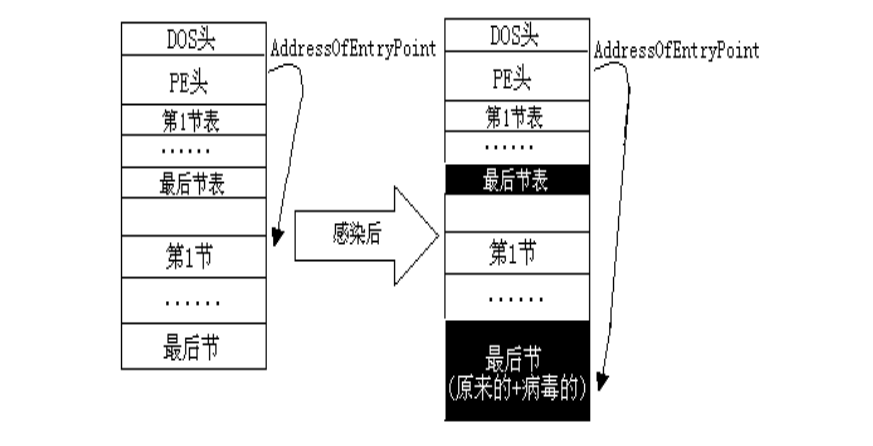 DOS头
AddressOfEntryPoint
PE头
第1节表
······
最后节表
第1节
······
最后节
感染后
DOS头
AddressOfEntryPoint
PE头
第1节表
······
最后节表
第1节
······
最后节
(原来的+病毒的)